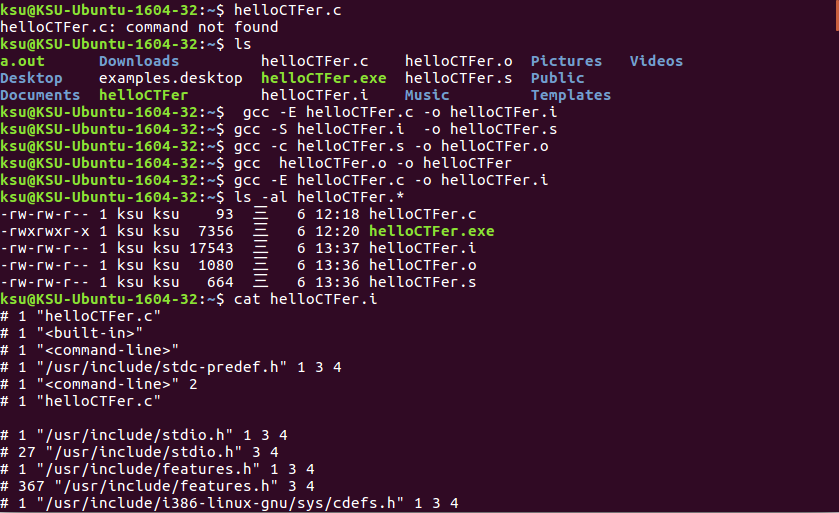 ksu@KSU-Ubuntu-1604-32:~$ helloCTFer.c
helloCTFer.c: command not found
ksu@KSU-Ubuntu-1604-32:~$ ls
a.out      Downloads         helloCTFer.c    helloCTFer.o  Pictures   Videos
Desktop    examples.desktop  helloCTFer.exe  helloCTFer.s  Public
Documents  helloCTFer        helloCTFer.i    Music         Templates
ksu@KSU-Ubuntu-1604-32:~$  gcc -E helloCTFer.c -o helloCTFer.i
ksu@KSU-Ubuntu-1604-32:~$ gcc -S helloCTFer.i  -o helloCTFer.s
ksu@KSU-Ubuntu-1604-32:~$ gcc -c helloCTFer.s -o helloCTFer.o
ksu@KSU-Ubuntu-1604-32:~$ gcc  helloCTFer.o -o helloCTFer
ksu@KSU-Ubuntu-1604-32:~$ gcc -E helloCTFer.c -o helloCTFer.i
ksu@KSU-Ubuntu-1604-32:~$ ls -al helloCTFer.*
-rw-rw-r-- 1 ksu ksu    93  三   6 12:18 helloCTFer.c
-rwxrwxr-x 1 ksu ksu  7356  三   6 12:20 helloCTFer.exe
-rw-rw-r-- 1 ksu ksu 17543  三   6 13:37 helloCTFer.i
-rw-rw-r-- 1 ksu ksu  1080  三   6 13:36 helloCTFer.o
-rw-rw-r-- 1 ksu ksu   664  三   6 13:36 helloCTFer.s
ksu@KSU-Ubuntu-1604-32:~$ cat helloCTFer.i
# 1 "helloCTFer.c"
# 1 "<built-in>"
# 1 "<command-line>"
# 1 "/usr/include/stdc-predef.h" 1 3 4
# 1 "<command-line>" 2
# 1 "helloCTFer.c"
# 1 "/usr/include/stdio.h" 1 3 4
# 27 "/usr/include/stdio.h" 3 4
# 1 "/usr/include/features.h" 1 3 4
# 367 "/usr/include/features.h" 3 4
# 1 "/usr/include/i386-linux-gnu/sys/cdefs.h" 1 3 4